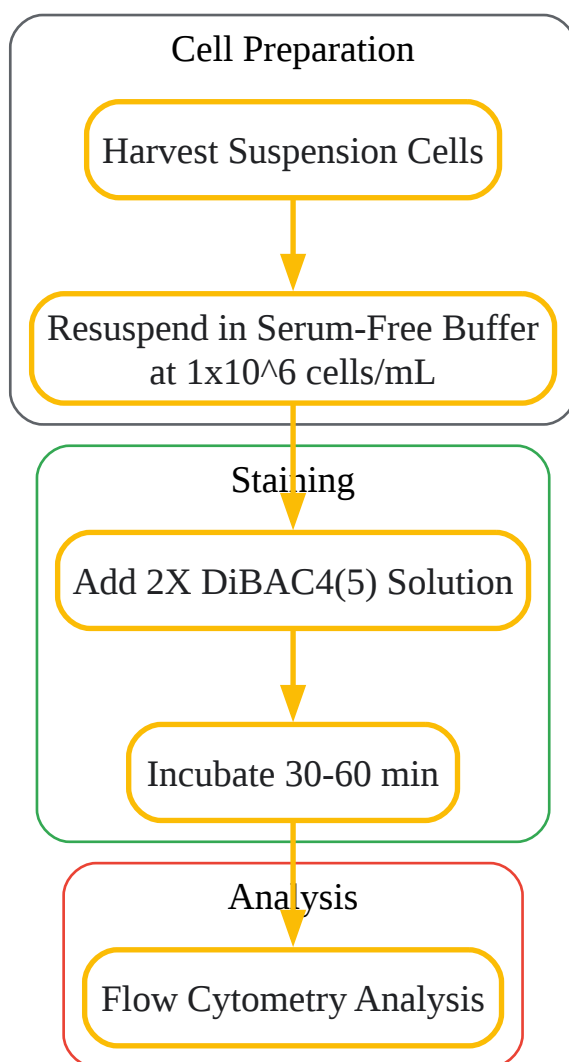 Cell Preparation
Harvest Suspension Cells
Resuspend in Serum-Free Buffer
at 1x10^6 cells/mL
Staining
Add 2X DiBAC4(5) Solution
Incubate 30-60 min
Analysis
Flow Cytometry Analysis